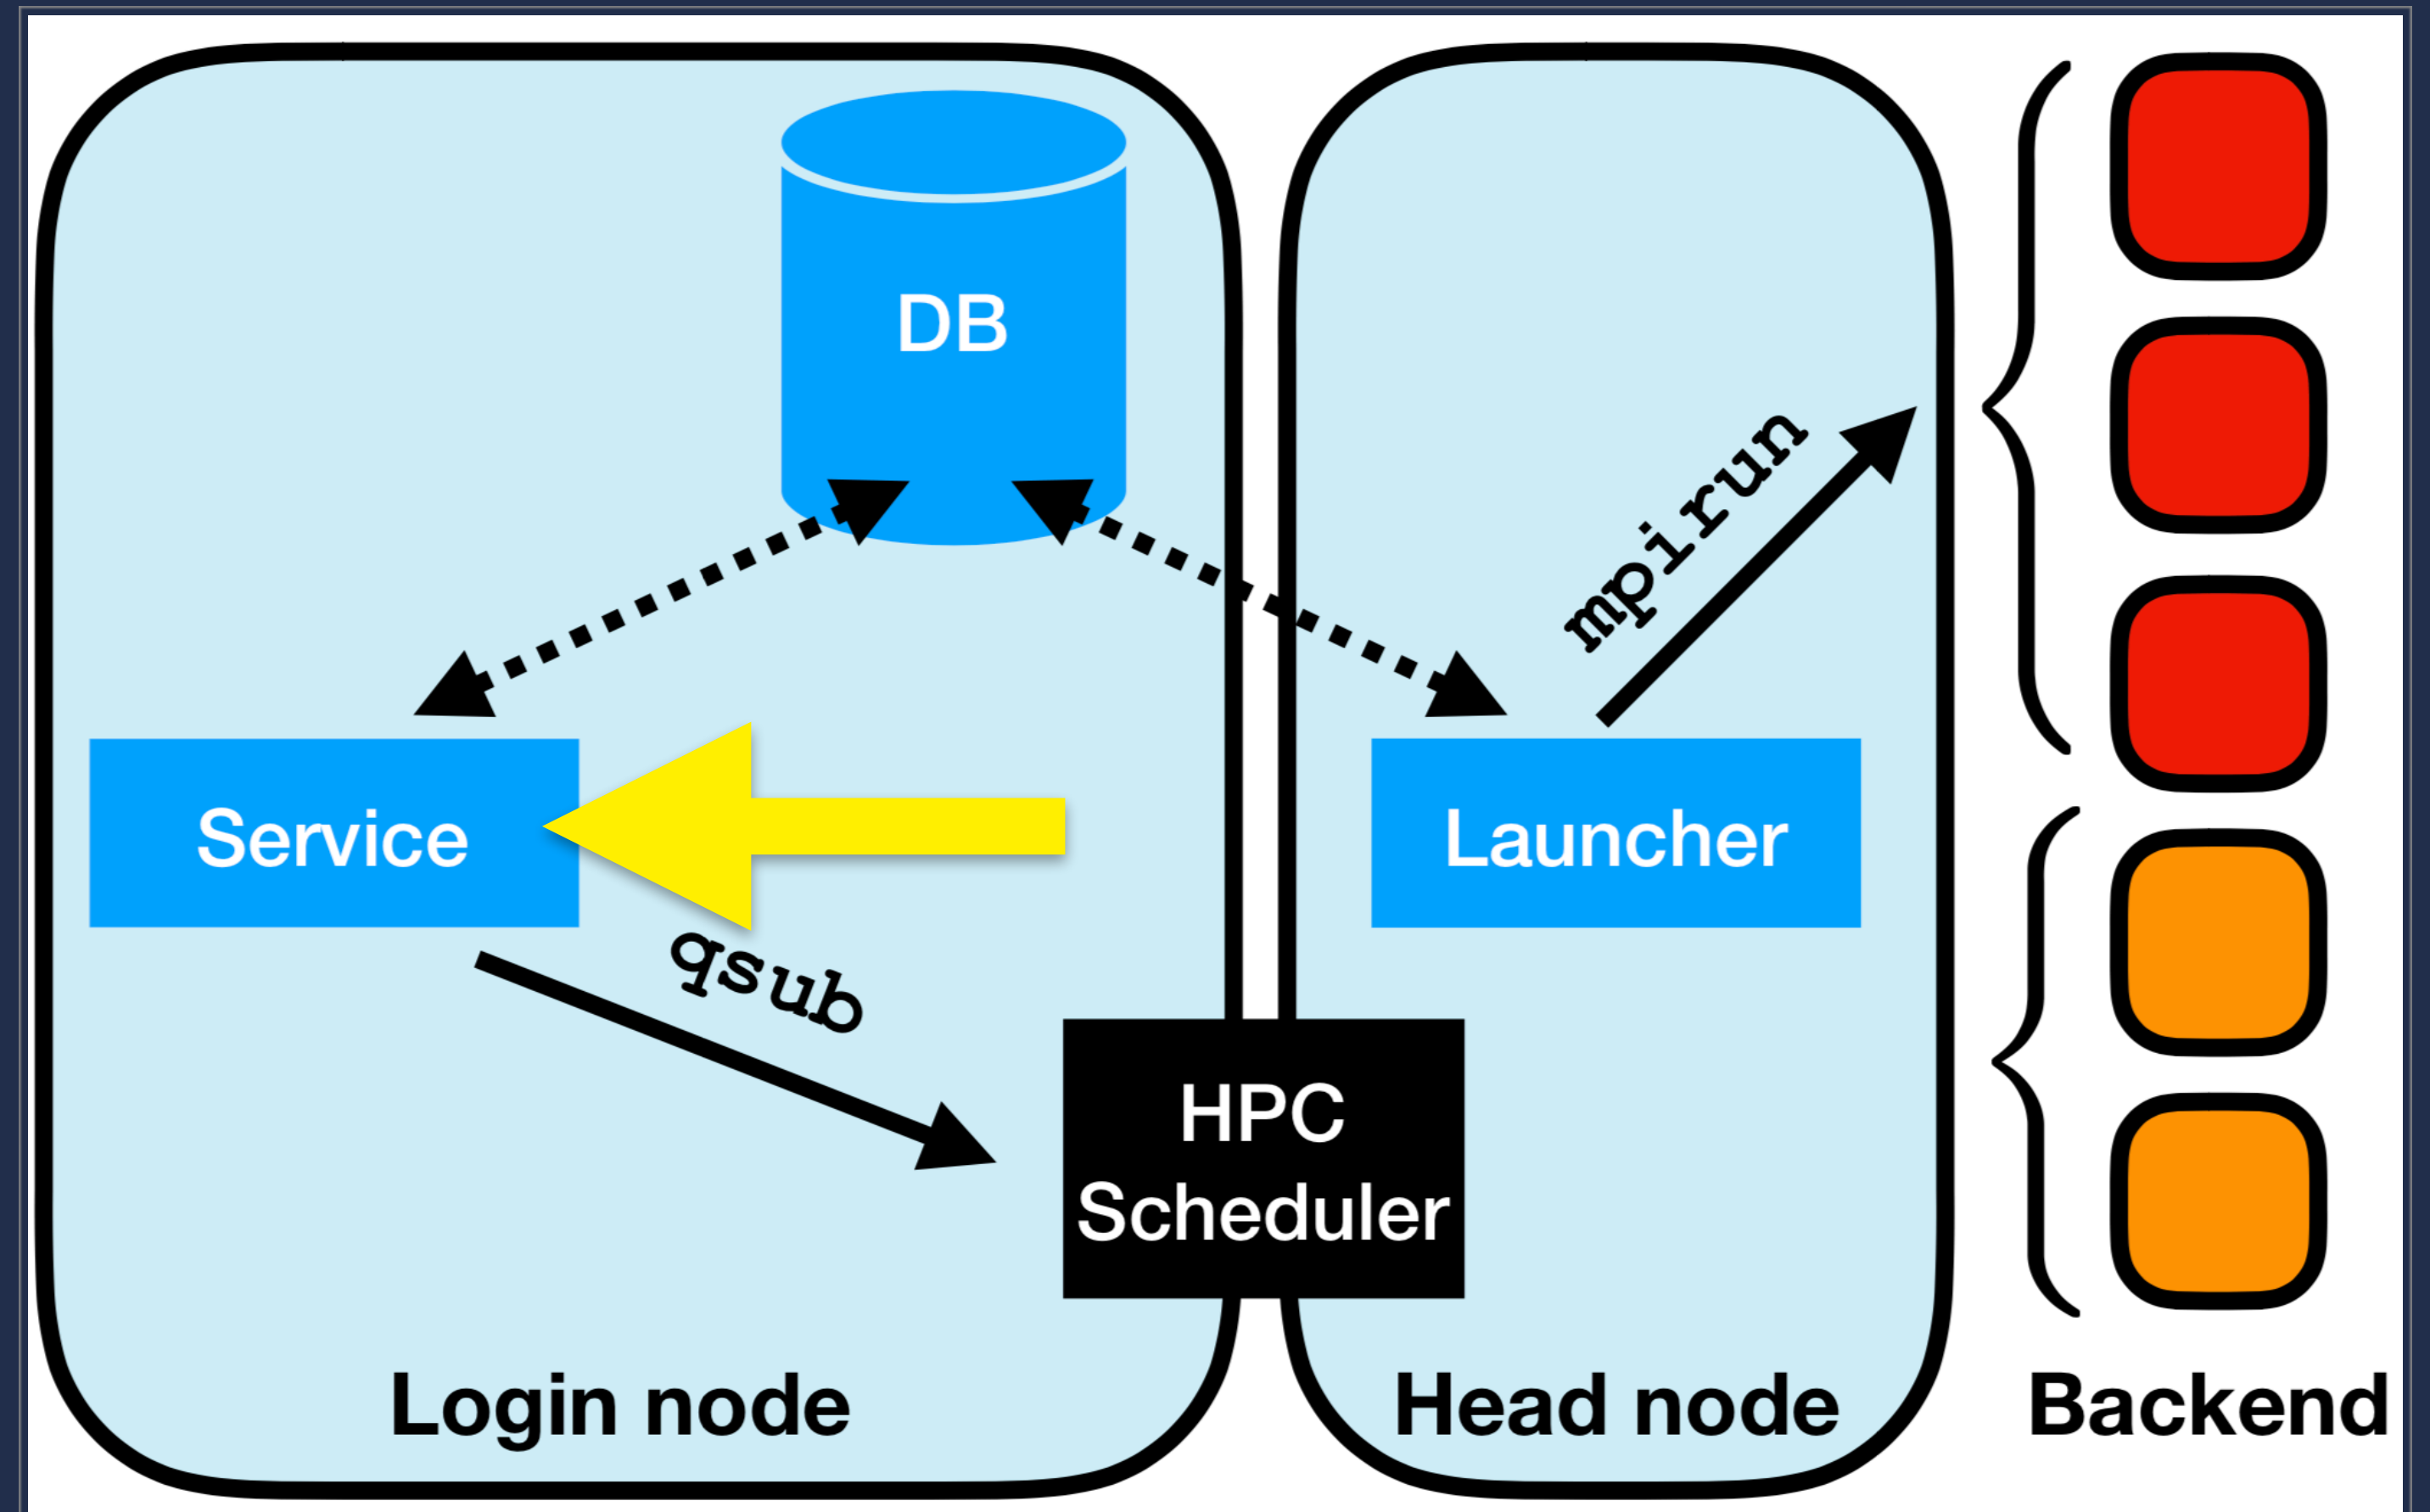 DB
mpirun
Service
Launcher
qsub
HPC
Scheduler
Login node
Head node
Backend